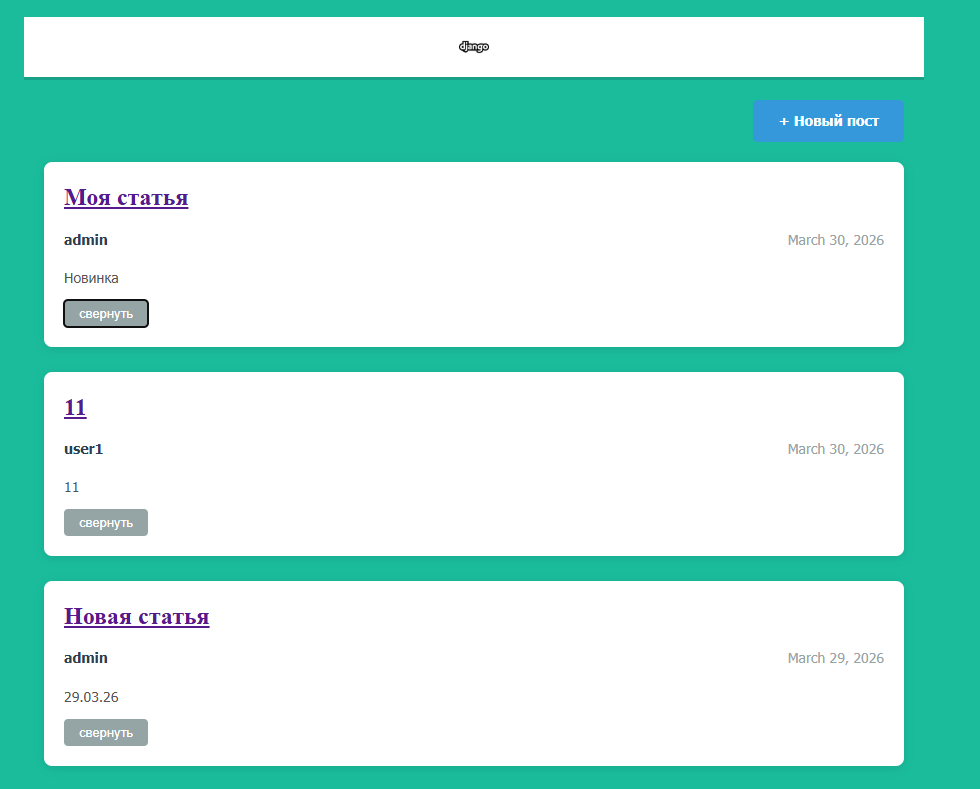 django
+ Новый пост
Моя статья
admin March 30, 2026
Новинка
свернуть
11
user1 March 30, 2026
11
свернуть
Новая статья
admin March 29, 2026
29.03.26
свернуть